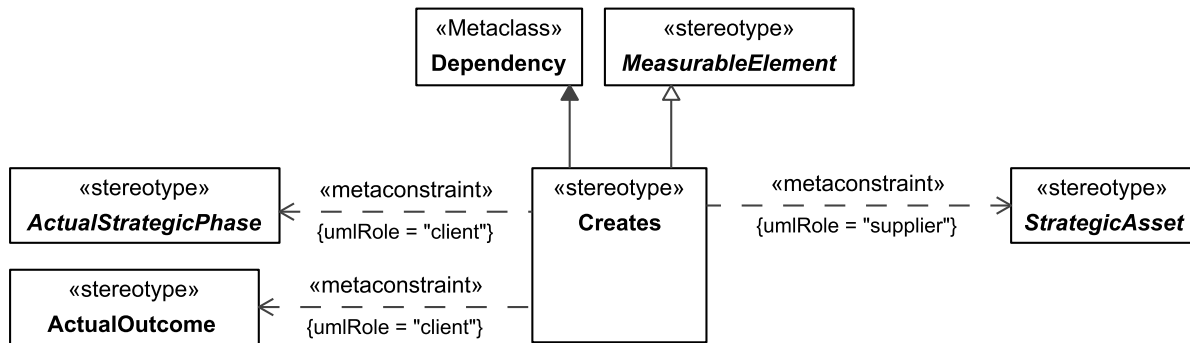 «Metaclass»
Dependency
«stereotype»
MeasurableElement
«stereotype»
ActualStrategicPhase
«metaconstraint»
{umlRole = "client"}
«stereotype»
Creates
«metaconstraint»
{umlRole = "supplier"}
«stereotype»
StrategicAsset
«stereotype»
ActualOutcome
«metaconstraint»
{umlRole = "client"}